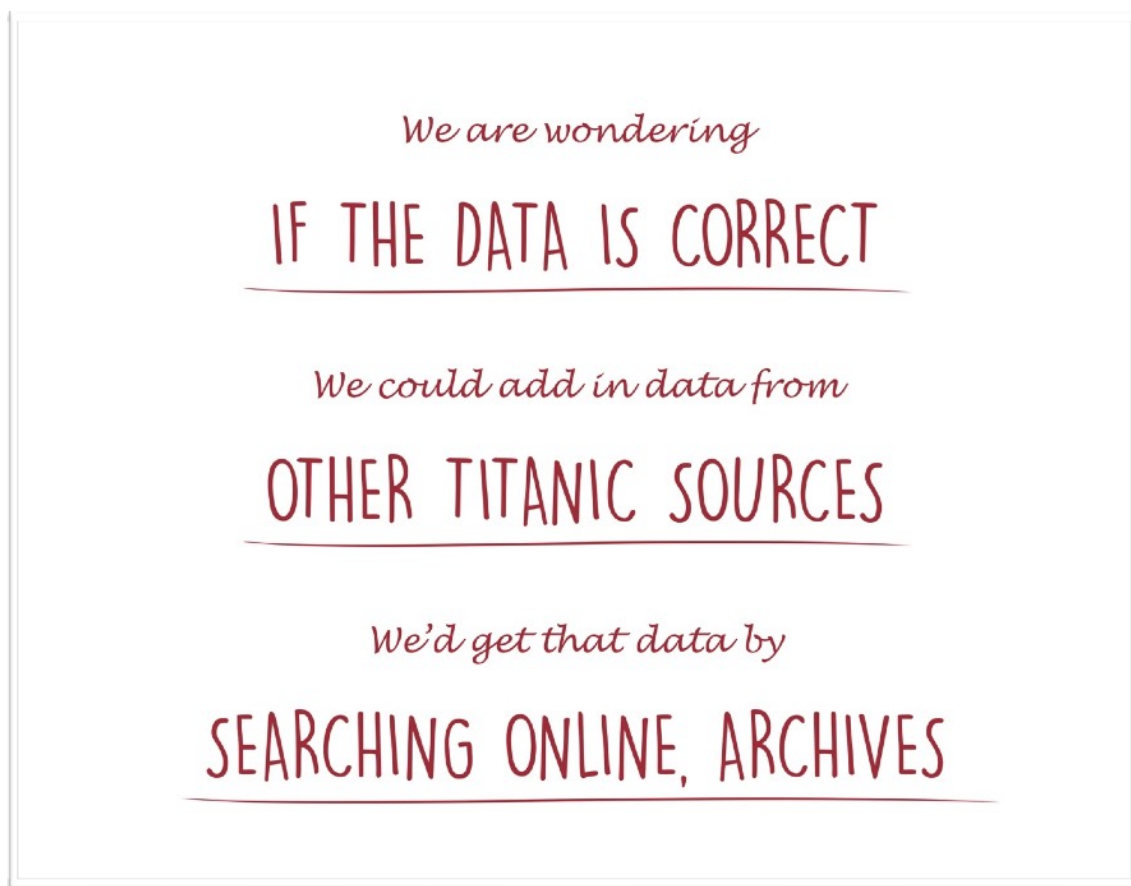 We are wondering
IF THE DATA IS CORRECT
We could add in data from
OTHER TITANIC SOURCES
We'd get that data by
SEARCHING ONLINE, ARCHIVES